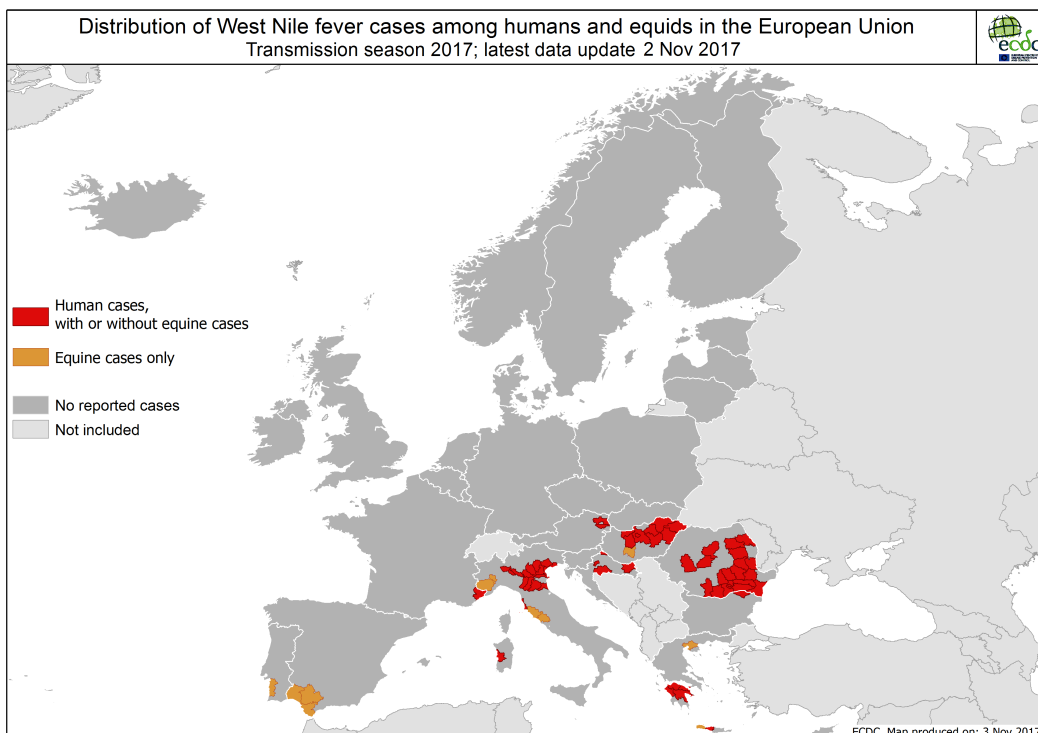 Distribution of West Nile fever cases among humans and equids in the European Union
Transmission season 2017; latest data update 2 Nov 2017
ecdc
Human cases,
with or without equine cases
Equine cases only
No reported cases
Not included
ECDC. Map produced on: 3 Nov 2017